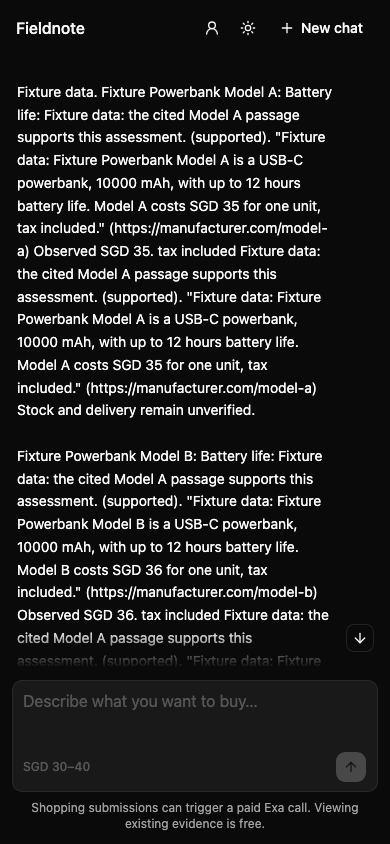 Fieldnote
New chat
Fixture data. Fixture Powerbank Model A: Battery
life: Fixture data: the cited Model A passage
supports this assessment. (supported). "Fixture
data: Fixture Powerbank Model A is a USB-C
powerbank, 10000 mAh, with up to 12 hours
battery life. Model A costs SGD 35 for one unit,
tax included." (https://manufacturer.com/model-
a) Observed SGD 35. tax included Fixture data:
the cited Model A passage supports this
assessment. (supported). "Fixture data: Fixture
Powerbank Model A is a USB-C powerbank,
10000 mAh, with up to 12 hours battery life.
Model A costs SGD 35 for one unit, tax
included." (https://manufacturer.com/model-a)
Stock and delivery remain unverified.
Fixture Powerbank Model B: Battery life: Fixture
data: the cited Model A passage supports this
assessment. (supported). "Fixture data: Fixture
Powerbank Model B is a USB-C powerbank,
10000 mAh, with up to 12 hours battery life.
Model B costs SGD 36 for one unit, tax
included." (https://manufacturer.com/model-b)
Observed SGD 36. tax included Fixture data: the
cited Model A passage supports this
assessment. (supported). "Fixture data: Fixture
Describe what you want to buy...
SGD 30–40
Shopping submissions can trigger a paid Exa call. Viewing
existing evidence is free.